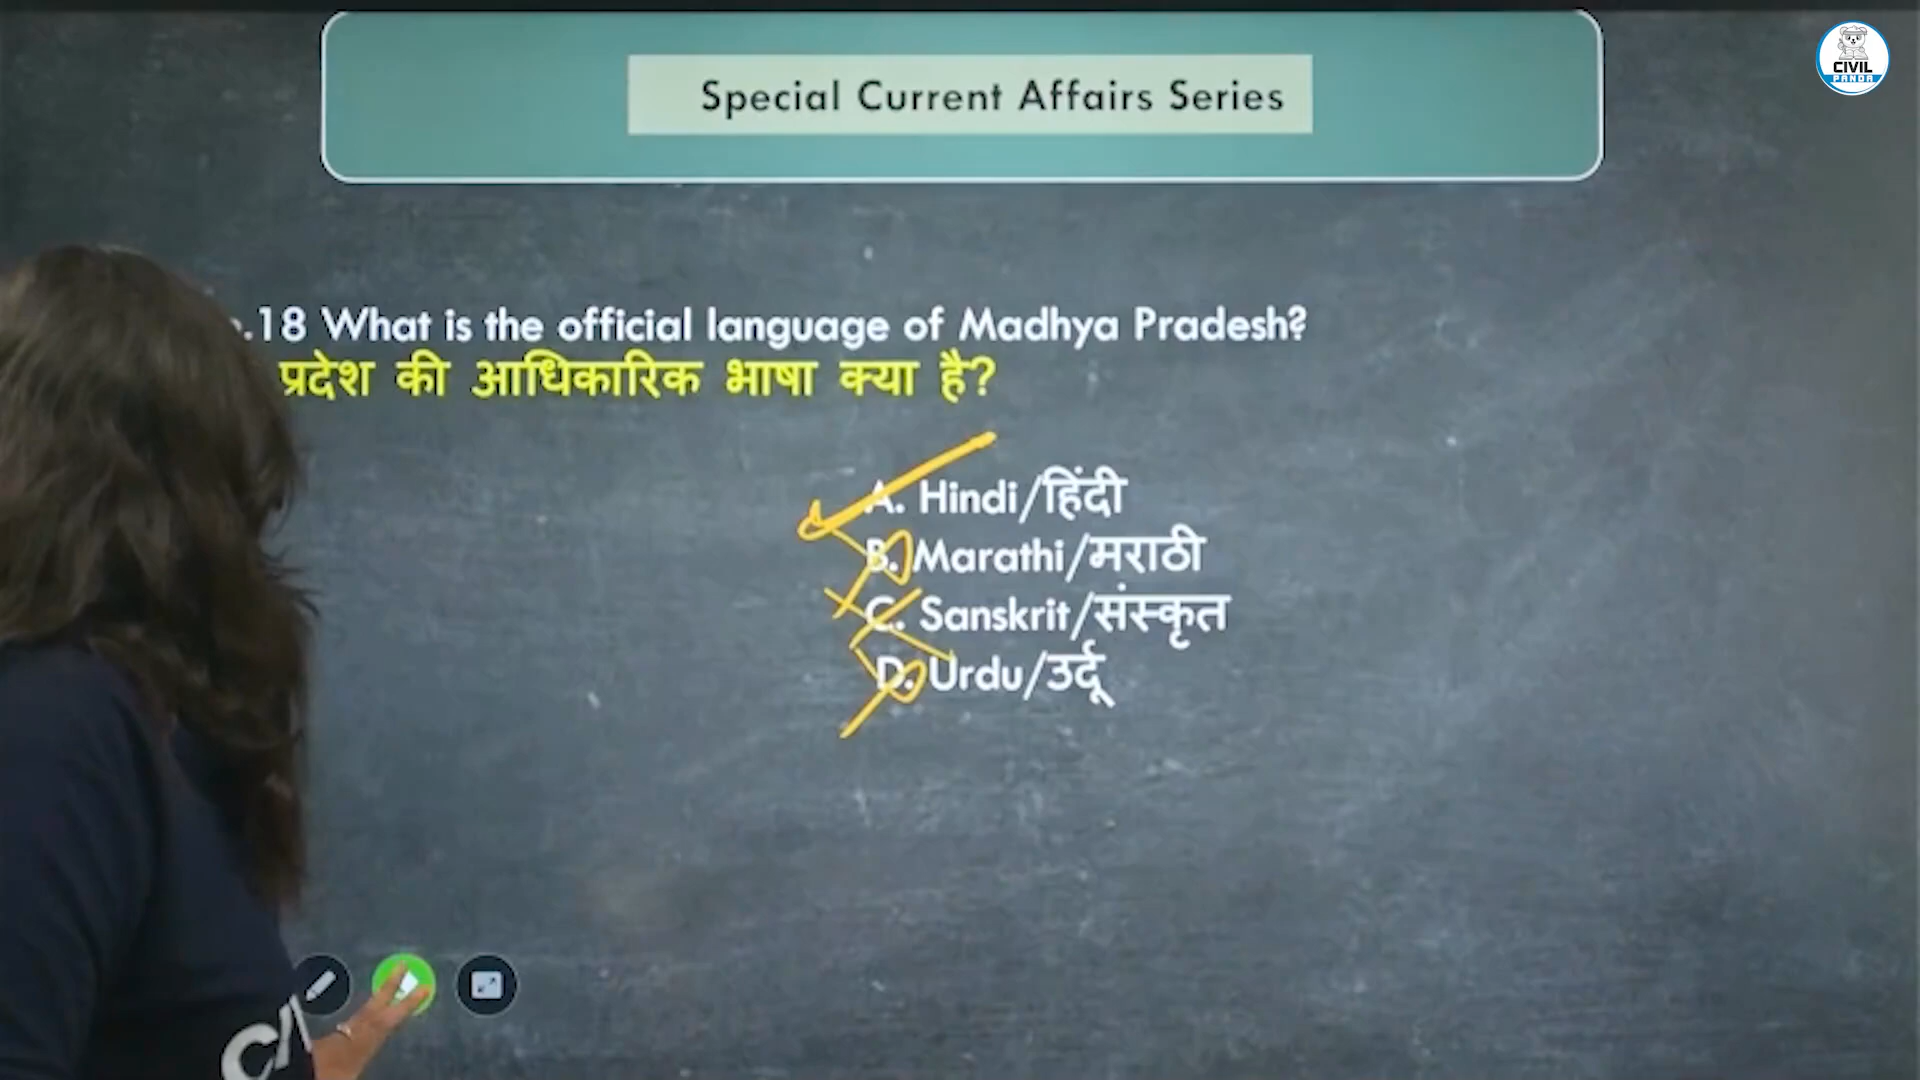 Special Current Affairs Series
CIVIL
PANDA
.18 What is the official language of Madhya Pradesh?
प्रदेश की आधिकारिक भाषा क्या है?
A. Hindi/हिंदी
B. Marathi/मराठी
C. Sanskrit/संस्कृत
D. Urdu/उर्दू